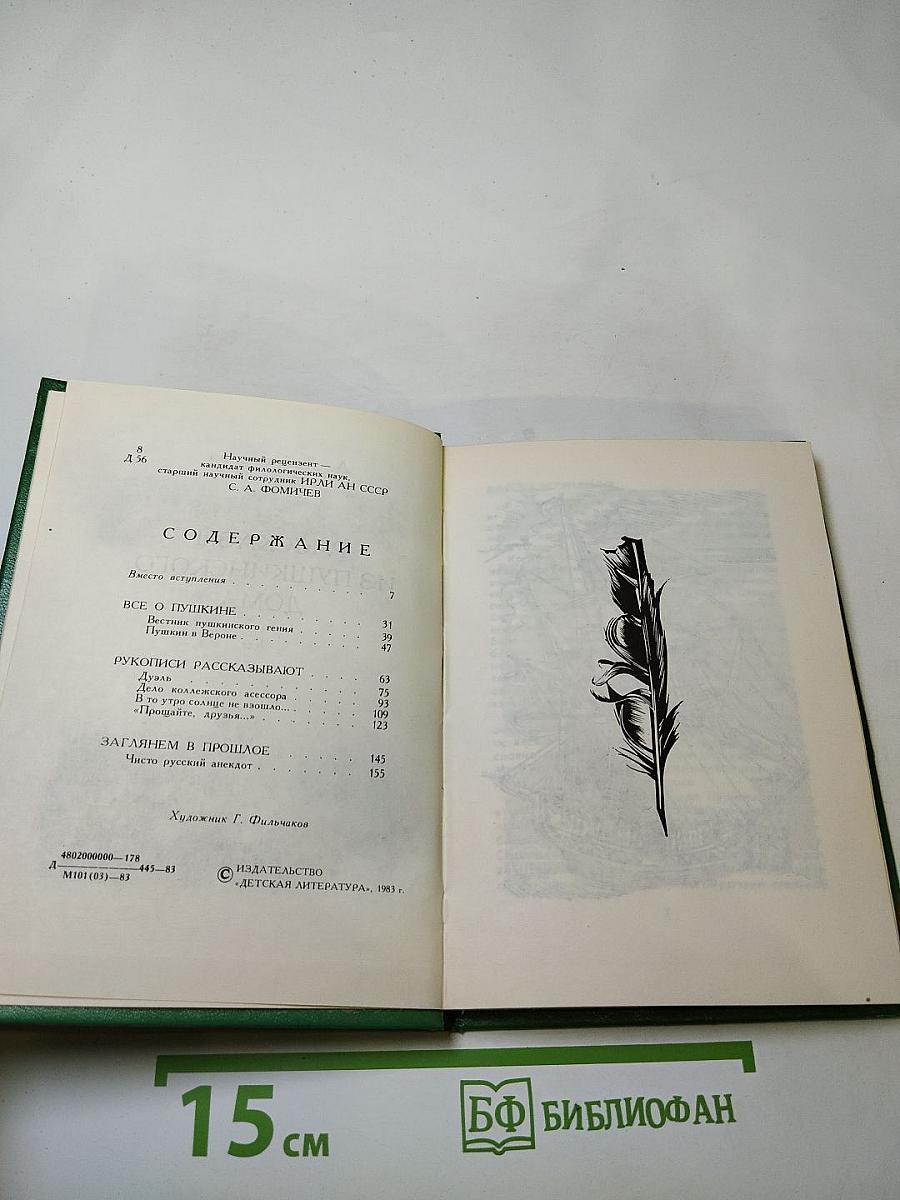 8
Д 56
Научный рецензент —
кандидат филологических наук,
старший научный сотрудник ИРЛИ АН СССР
С. А. ФОМИЧЕВ
СОДЕРЖАНИЕ
Вместо вступления . . . . . . . . . . . 7
ВСЕ О ПУШКИНЕ . . . . . . . . . . 31
Вестник пушкинского гения . . . . . 39
Пушкин в Вероне . . . . . . . . . 47
РУКОПИСИ РАССКАЗЫВАЮТ . . . . 63
Дуэль . . . . . . . . . . . . 75
Дело коллежского асессора . . . . . 93
В то утро солнце не взошло... . . . . . 109
«Прощайте, друзья...» . . . . . . . . 123
ЗАГЛЯНЕМ В ПРОШЛОЕ . . . . . 145
Чисто русский анекдот . . . . . . . 155
Художник Г. Фильчаков
4802000000—178
Д————445—83
М101(03)—83
© ИЗДАТЕЛЬСТВО
«ДЕТСКАЯ ЛИТЕРАТУРА», 1983 г.
ИЗ ПУШКИНСКОГО
ДОМ
15 см
БФ БИБЛИОФАН